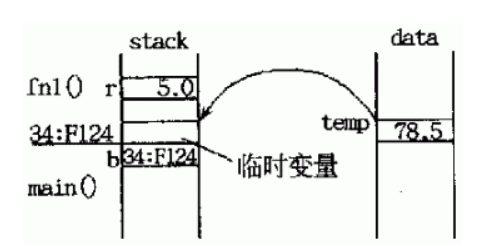 stack data
fn1() r 5.0
temp 78.5
34:F124
b 34:F124 临时变量
main()